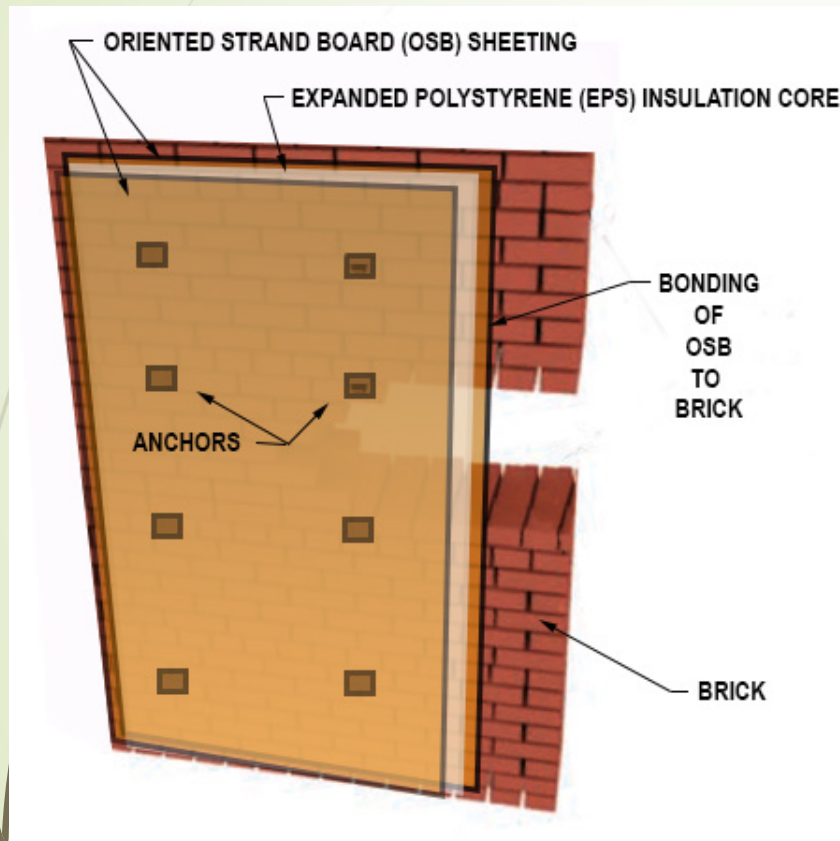 ORIENTED STRAND BOARD (OSB) SHEETING
EXPANDED POLYSTYRENE (EPS) INSULATION CORE
BONDING
OF
OSB
TO
BRICK
ANCHORS
BRICK